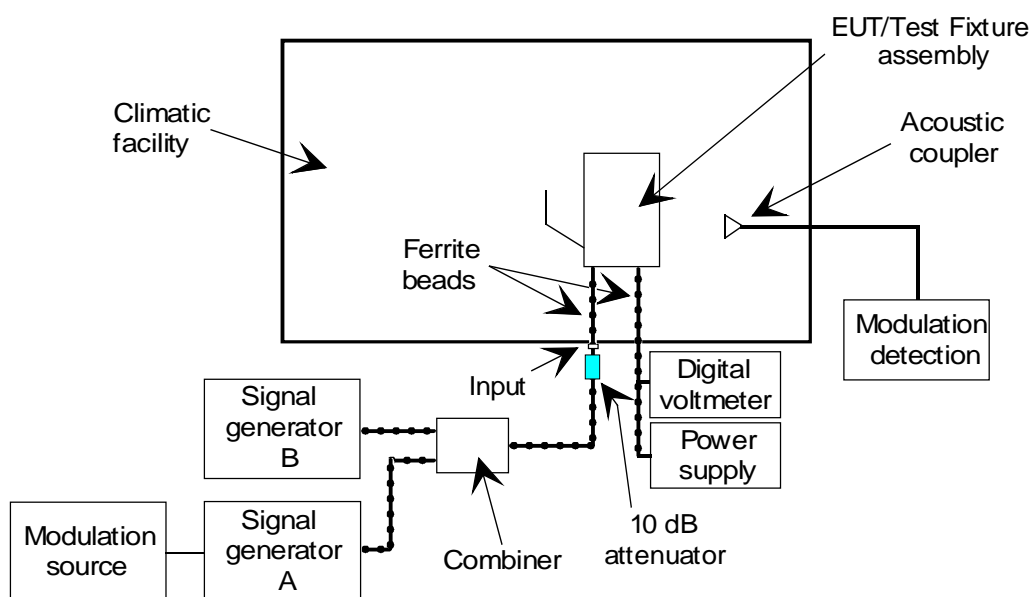 EUT/Test Fixture
assembly
Climatic
facility
Acoustic
coupler
Ferrite
beads
Modulation
detection
Input
Digital
voltmeter
Signal
generator
B
Power
supply
Modulation
source
Signal
generator
A
Combiner
10 dB
attenuator